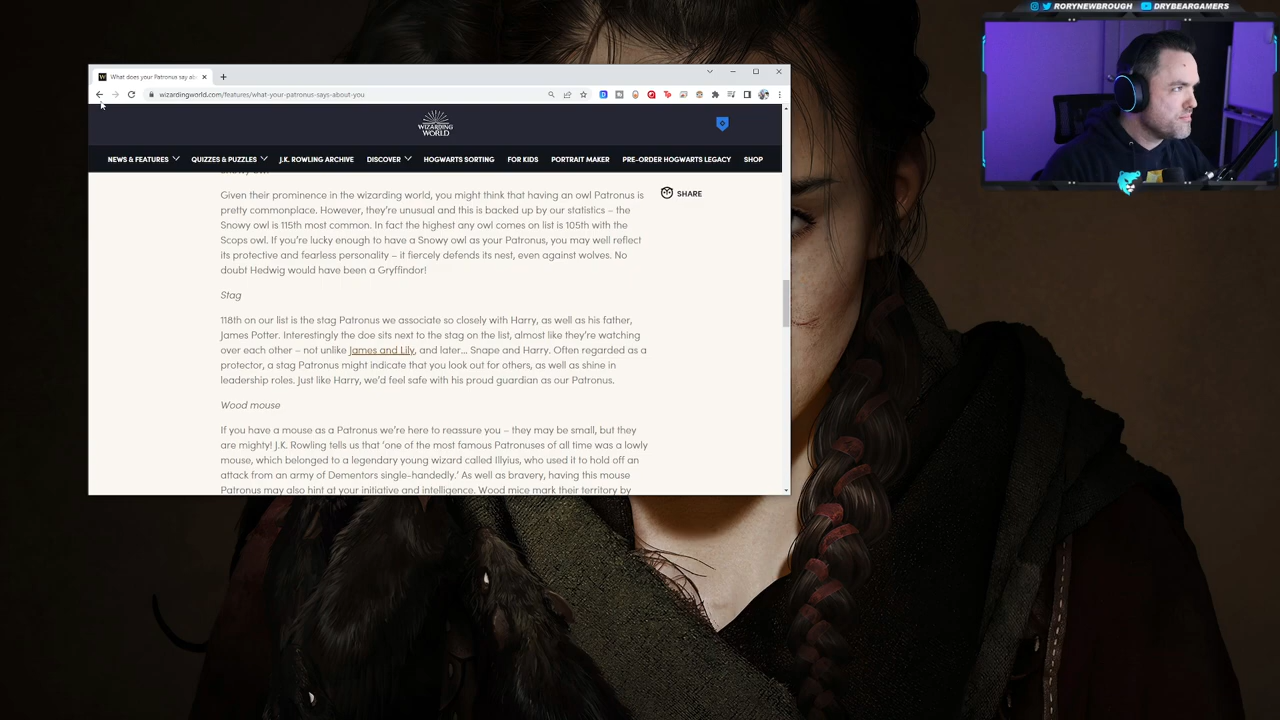 RORYNEWBROUGH DRYBEARGAMERS
What does your Patronus say ab
wizardingworld.com/features/what-your-patronus-says-about-you
WIZARDING
WORLD
NEWS & FEATURES QUIZZES & PUZZLES J.K. ROWLING ARCHIVE DISCOVER HOGWARTS SORTING FOR KIDS PORTRAIT MAKER PRE-ORDER HOGWARTS LEGACY SHOP
SHARE
Given their prominence in the wizarding world, you might think that having an owl Patronus is
pretty commonplace. However, they're unusual and this is backed up by our statistics – the
Snowy owl is 115th most common. In fact the highest any owl comes on list is 105th with the
Scops owl. If you're lucky enough to have a Snowy owl as your Patronus, you may well reflect
its protective and fearless personality – it fiercely defends its nest, even against wolves. No
doubt Hedwig would have been a Gryffindor!
Stag
118th on our list is the stag Patronus we associate so closely with Harry, as well as his father,
James Potter. Interestingly the doe sits next to the stag on the list, almost like they're watching
over each other – not unlike James and Lily, and later... Snape and Harry. Often regarded as a
protector, a stag Patronus might indicate that you look out for others, as well as shine in
leadership roles. Just like Harry, we'd feel safe with his proud guardian as our Patronus.
Wood mouse
If you have a mouse as a Patronus we're here to reassure you – they may be small, but they
are mighty! J.K. Rowling tells us that 'one of the most famous Patronuses of all time was a lowly
mouse, which belonged to a legendary young wizard called Illyius, who used it to hold off an
attack from an army of Dementors single-handedly.' As well as bravery, having this mouse
Patronus may also hint at your initiative and intelligence. Wood mice mark their territory by